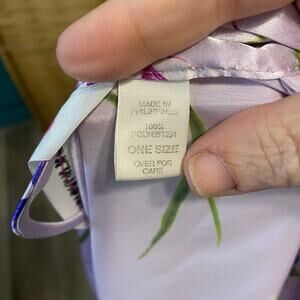 MADE IN
PHILIPPINES
100%
POLYESTER
ONE SIZE
OVER FOR
CARE